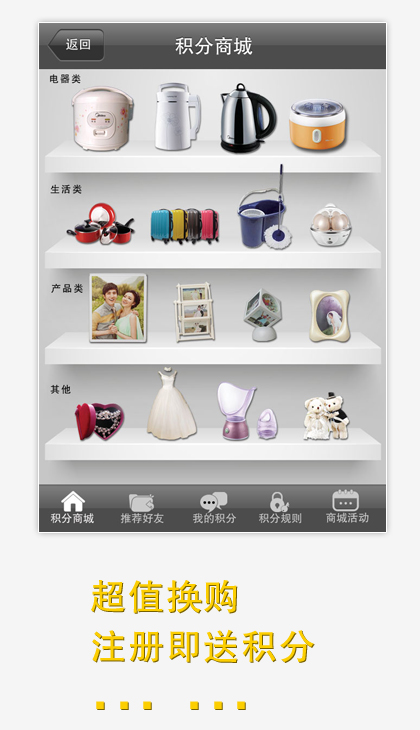 返回
积分商城
电器类
生活类
产品类
其他
积分商城 推荐好友 我的积分 积分规则 商城活动
超值换购
注册即送积分
... ...